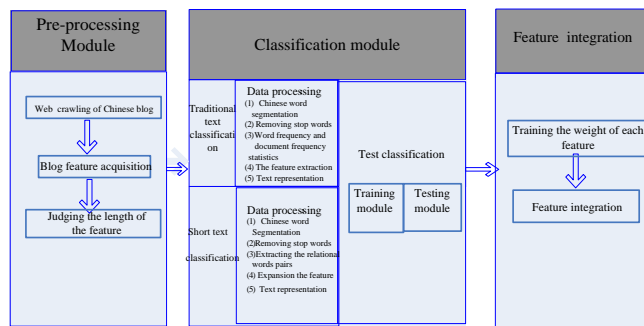 Pre-processing
Module
Web crawling of Chinese blog
Blog feature acquisition
Judging the length of
the feature
Classification module
Traditional
text
classificati
on
Data processing
(1) Chinese word
segmentation
(2) Removing stop words
(3)Word frequency and
document frequency
statistics
(4) The feature extraction
(5) Text representation
Short text
classification
Data processing
(1) Chinese word
Segmentation
(2)Removing stop words
(3)Extracting the relational
words pairs
(4) Expansion the feature
(5) Text representation
Test classification
Training
module
Testing
module
Feature integration
Training the weight of each
feature
Feature integration